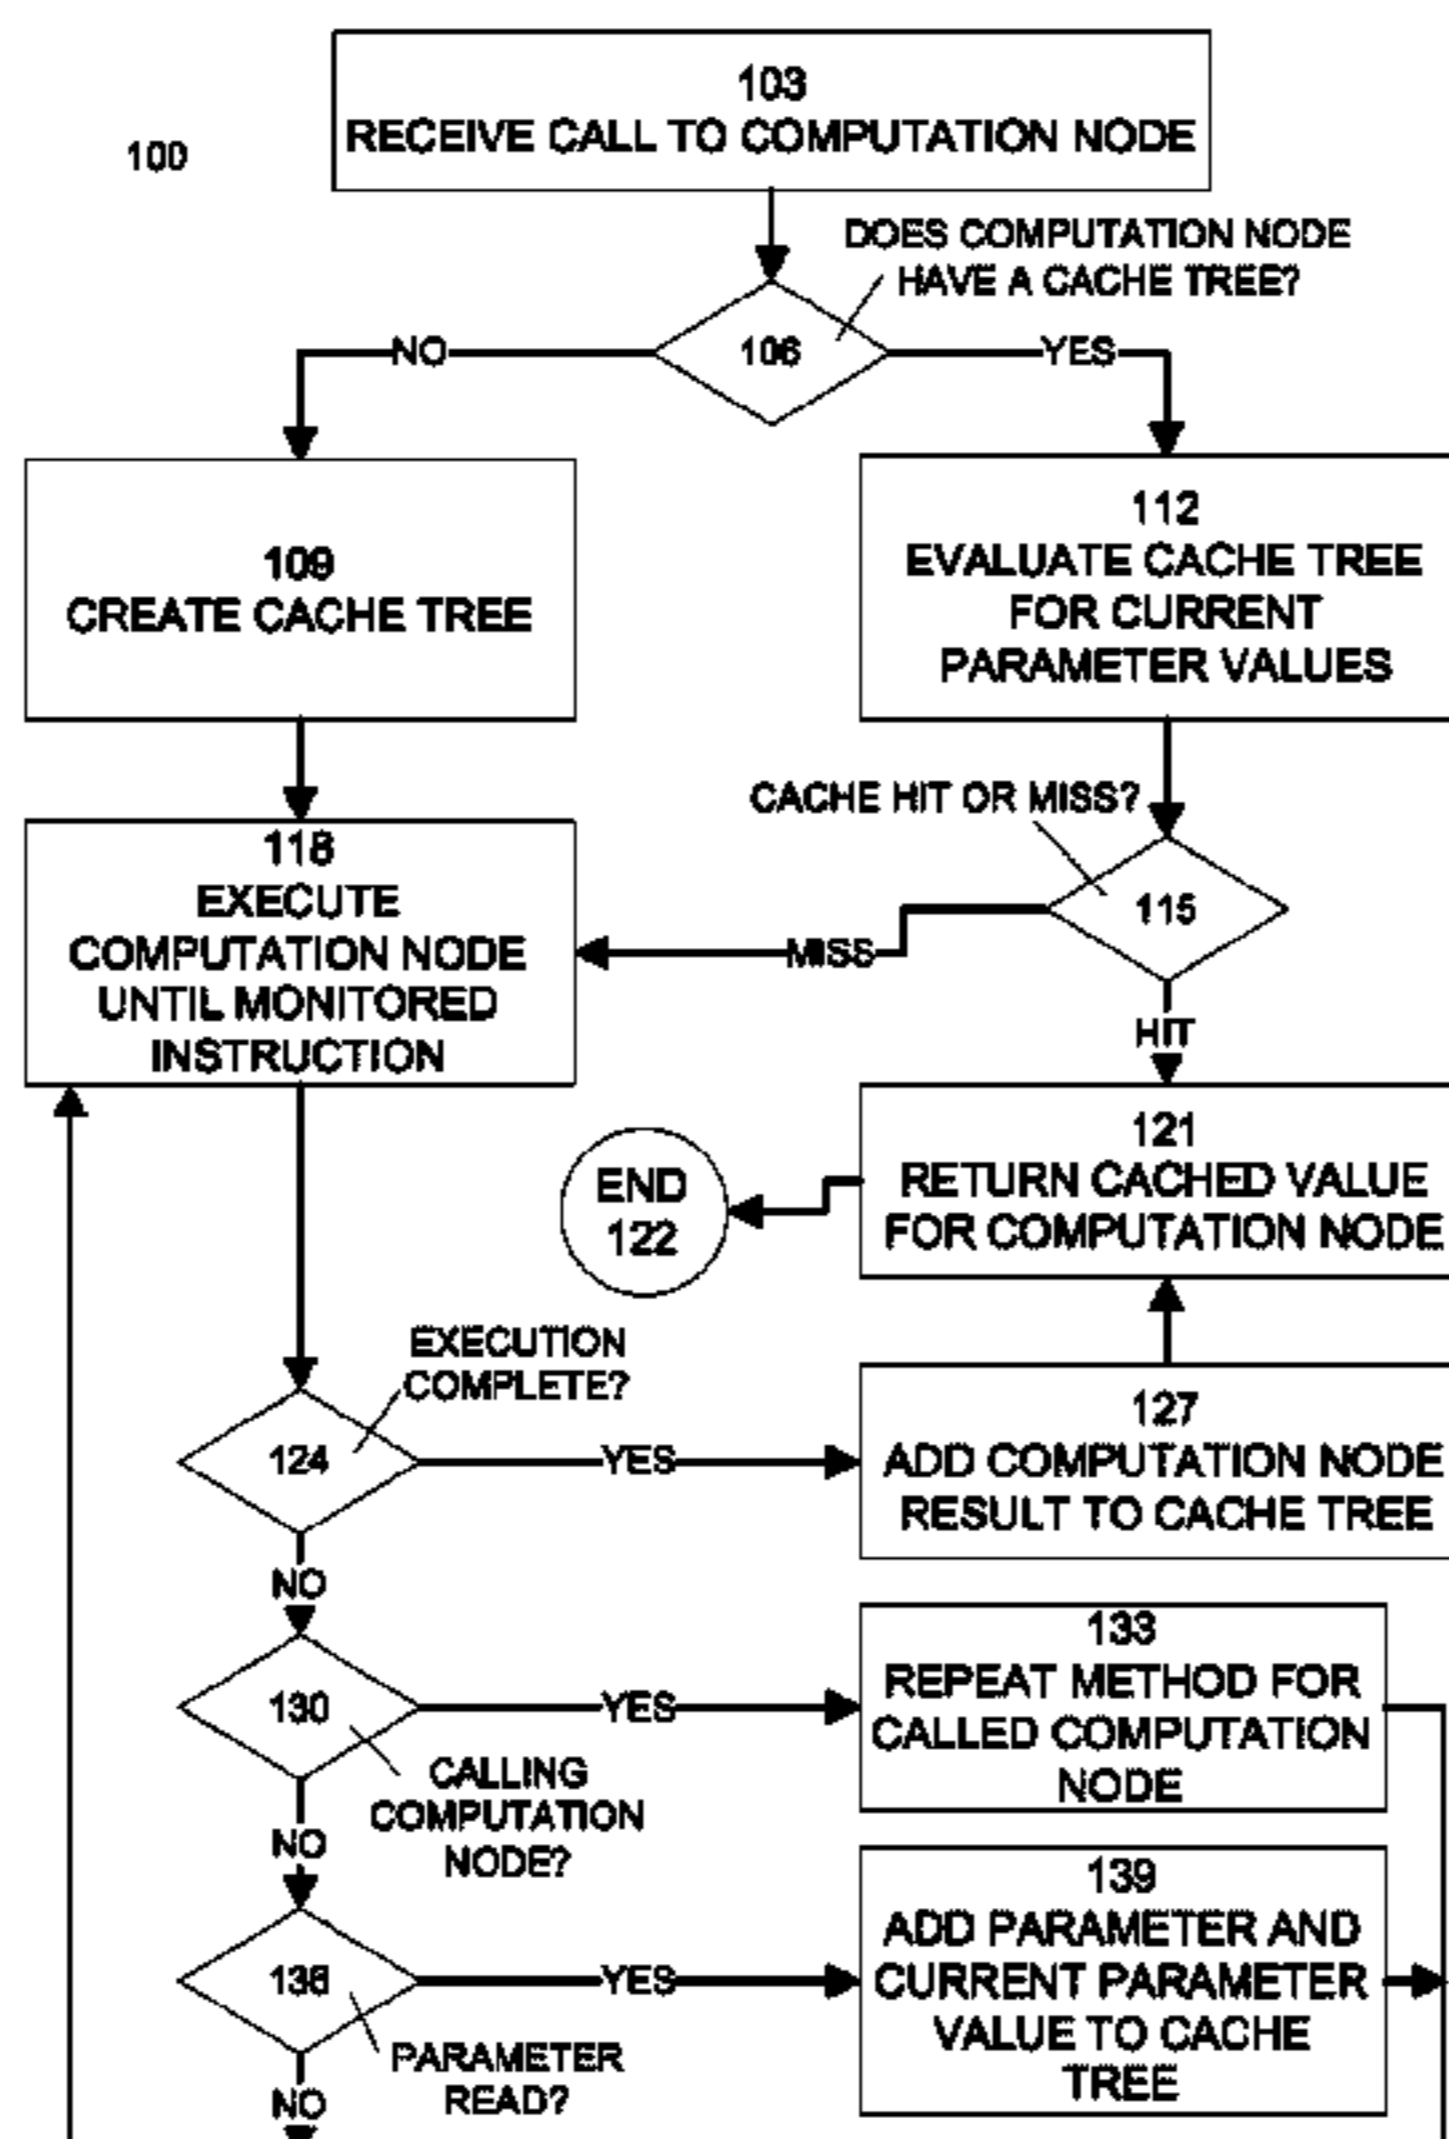 103
RECEIVE CALL TO COMPUTATION NODE
100
DOES COMPUTATION NODE
HAVE A CACHE TREE?
106
NO
YES
109
CREATE CACHE TREE
112
EVALUATE CACHE TREE
FOR CURRENT
PARAMETER VALUES
CACHE HIT OR MISS?
115
MISS
HIT
118
EXECUTE
COMPUTATION NODE
UNTIL MONITORED
INSTRUCTION
121
RETURN CACHED VALUE
FOR COMPUTATION NODE
END
122
EXECUTION
COMPLETE?
124
YES
127
ADD COMPUTATION NODE
RESULT TO CACHE TREE
NO
130
YES
133
REPEAT METHOD FOR
CALLED COMPUTATION
NODE
CALLING
COMPUTATION
NODE?
NO
136
YES
139
ADD PARAMETER AND
CURRENT PARAMETER
VALUE TO CACHE
TREE
PARAMETER
READ?
NO